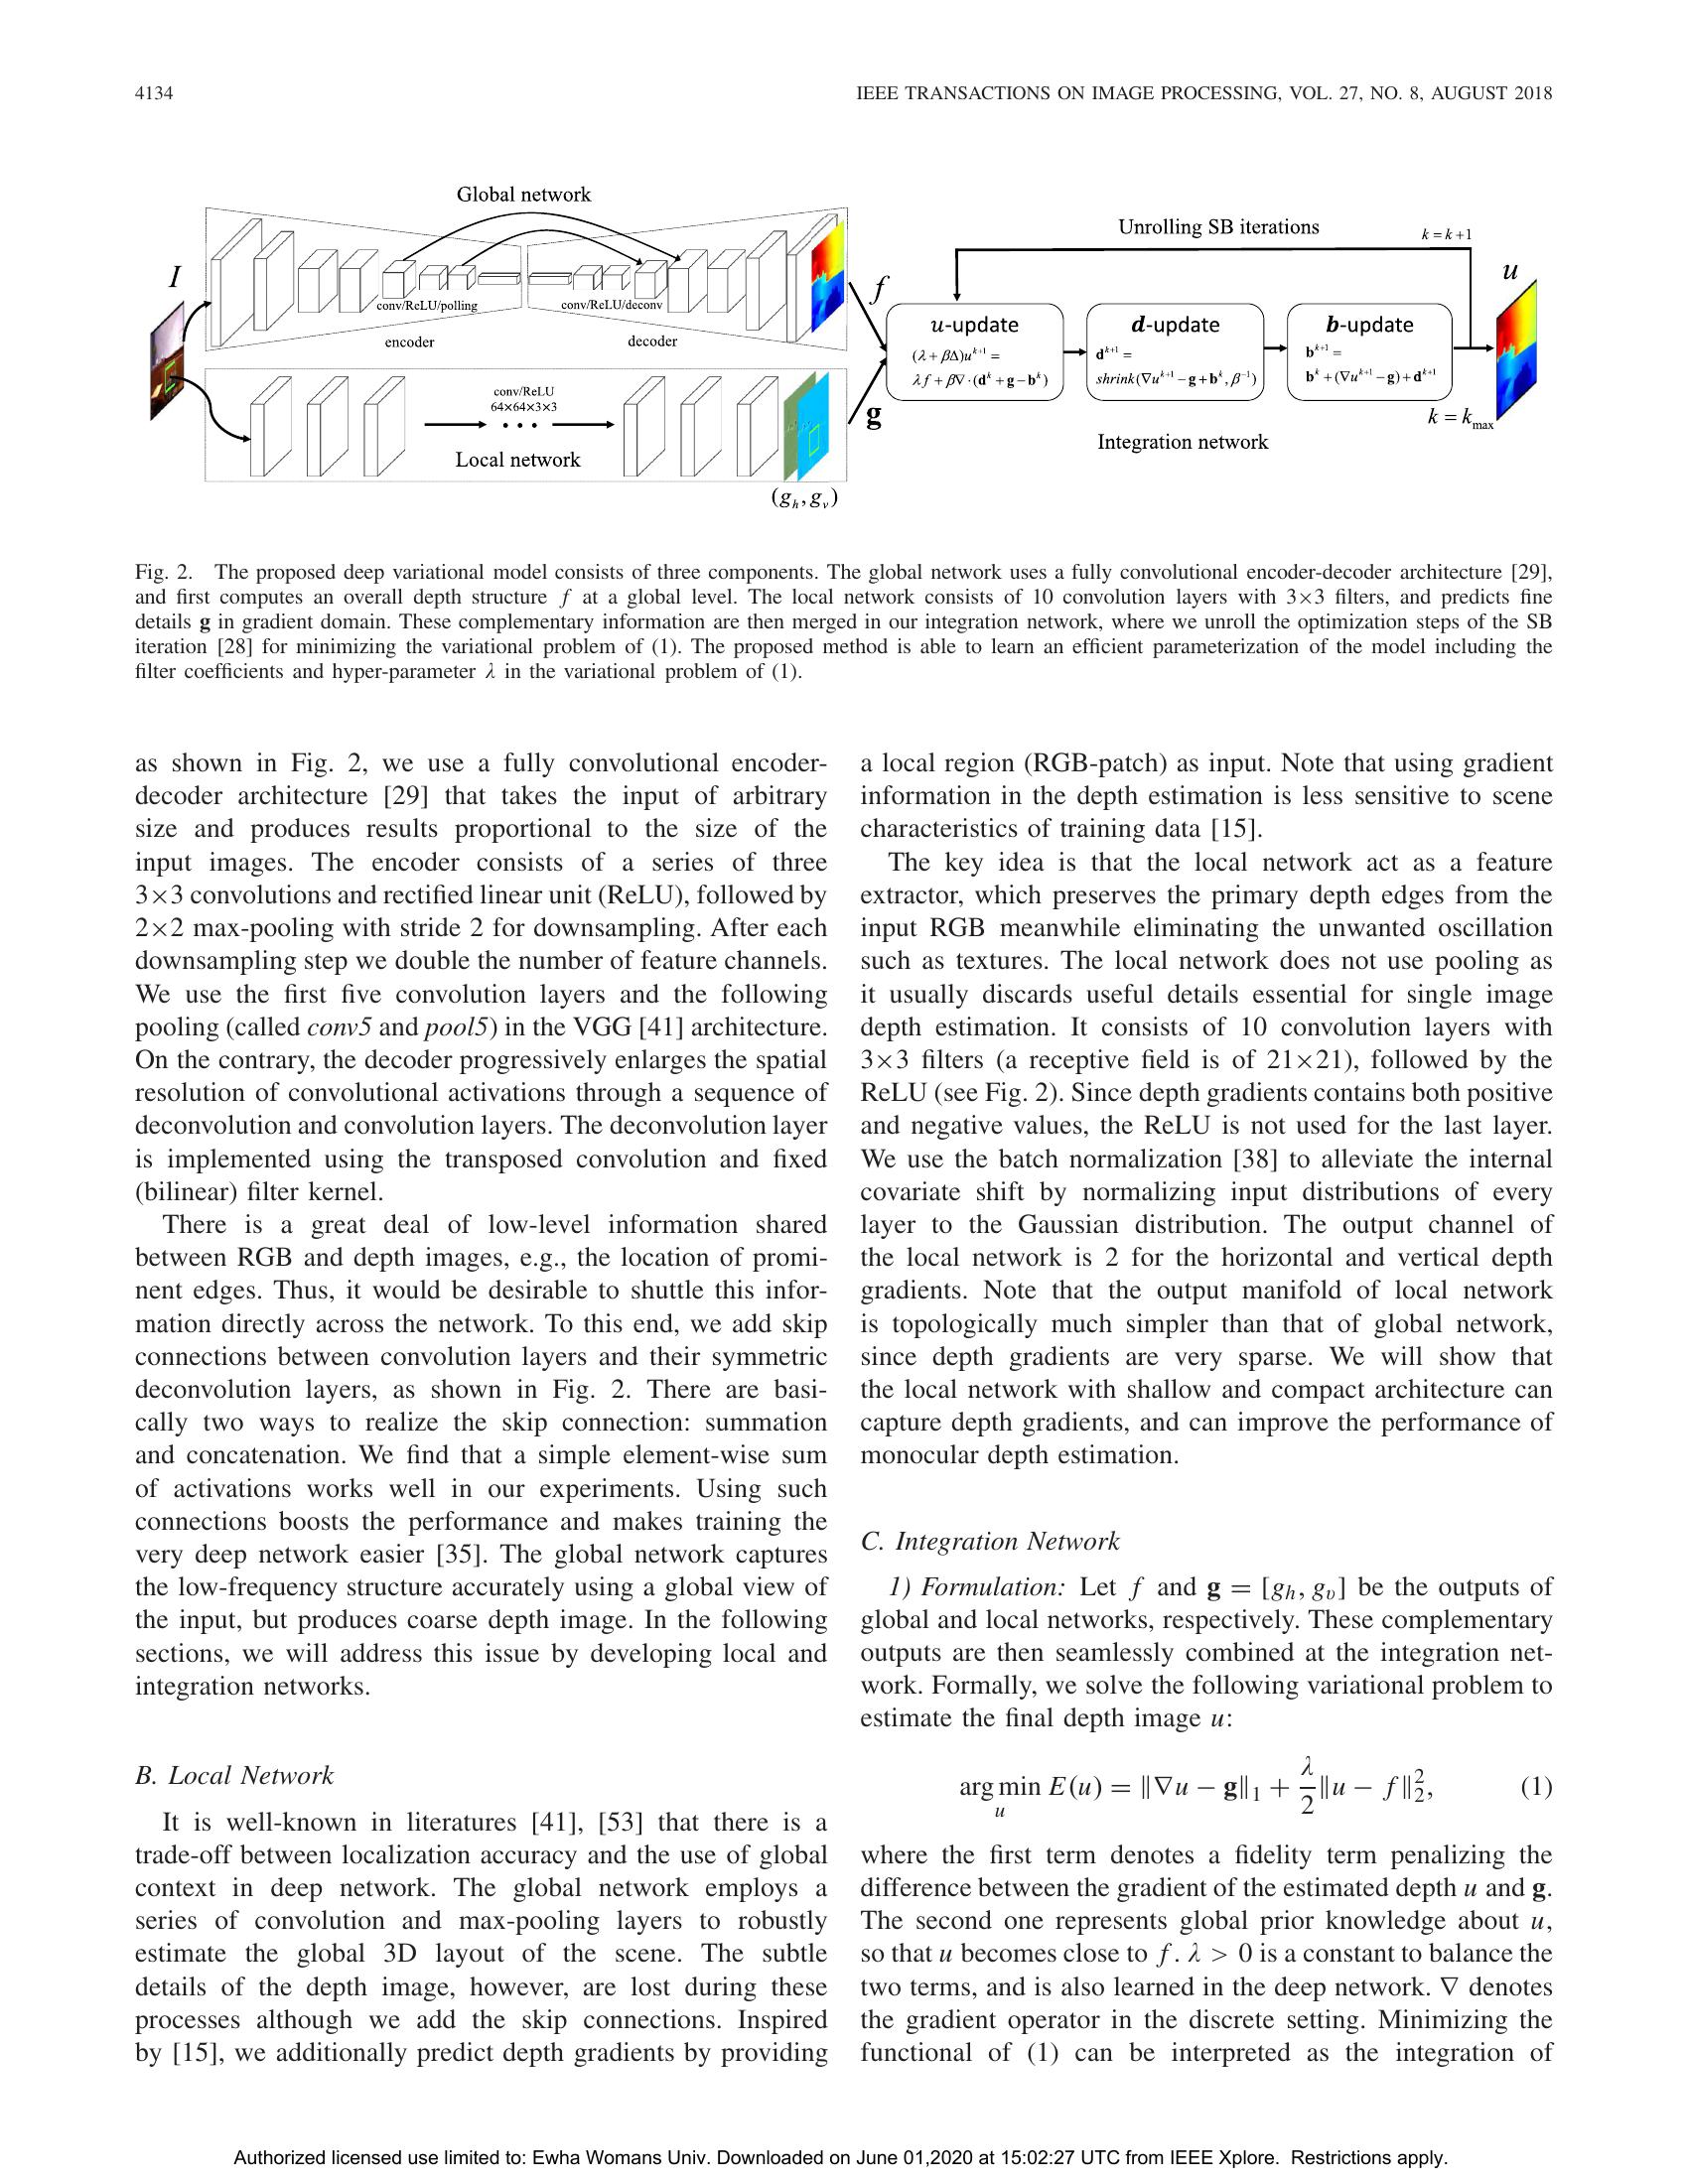 4134
IEEE TRANSACTIONS ON IMAGE PROCESSING, VOL. 27, NO. 8, AUGUST 2018
Global network
I
conv/ReLU/polling
conv/ReLU/deconv
encoder
decoder
conv/ReLU
64×64×3×3
• • •
Local network
(g_h, g_v)
f
g
Unrolling SB iterations
k = k+1
u
u-update
(λ + βΔ)u^{k+1} =
λf + β∇·(d^k + g − b^k)
d-update
d^{k+1} =
shrink(∇u^{k+1} − g + b^k, β^{-1})
b-update
b^{k+1} =
b^k + (∇u^{k+1} − g) + d^{k+1}
k = k_max
Integration network
Fig. 2. The proposed deep variational model consists of three components. The global network uses a fully convolutional encoder-decoder architecture [29],
and first computes an overall depth structure f at a global level. The local network consists of 10 convolution layers with 3×3 filters, and predicts fine
details g in gradient domain. These complementary information are then merged in our integration network, where we unroll the optimization steps of the SB
iteration [28] for minimizing the variational problem of (1). The proposed method is able to learn an efficient parameterization of the model including the
filter coefficients and hyper-parameter λ in the variational problem of (1).
as shown in Fig. 2, we use a fully convolutional encoder-
decoder architecture [29] that takes the input of arbitrary
size and produces results proportional to the size of the
input images. The encoder consists of a series of three
3×3 convolutions and rectified linear unit (ReLU), followed by
2×2 max-pooling with stride 2 for downsampling. After each
downsampling step we double the number of feature channels.
We use the first five convolution layers and the following
pooling (called conv5 and pool5) in the VGG [41] architecture.
On the contrary, the decoder progressively enlarges the spatial
resolution of convolutional activations through a sequence of
deconvolution and convolution layers. The deconvolution layer
is implemented using the transposed convolution and fixed
(bilinear) filter kernel.
There is a great deal of low-level information shared
between RGB and depth images, e.g., the location of promi-
nent edges. Thus, it would be desirable to shuttle this infor-
mation directly across the network. To this end, we add skip
connections between convolution layers and their symmetric
deconvolution layers, as shown in Fig. 2. There are basi-
cally two ways to realize the skip connection: summation
and concatenation. We find that a simple element-wise sum
of activations works well in our experiments. Using such
connections boosts the performance and makes training the
very deep network easier [35]. The global network captures
the low-frequency structure accurately using a global view of
the input, but produces coarse depth image. In the following
sections, we will address this issue by developing local and
integration networks.
B. Local Network
It is well-known in literatures [41], [53] that there is a
trade-off between localization accuracy and the use of global
context in deep network. The global network employs a
series of convolution and max-pooling layers to robustly
estimate the global 3D layout of the scene. The subtle
details of the depth image, however, are lost during these
processes although we add the skip connections. Inspired
by [15], we additionally predict depth gradients by providing
a local region (RGB-patch) as input. Note that using gradient
information in the depth estimation is less sensitive to scene
characteristics of training data [15].
The key idea is that the local network act as a feature
extractor, which preserves the primary depth edges from the
input RGB meanwhile eliminating the unwanted oscillation
such as textures. The local network does not use pooling as
it usually discards useful details essential for single image
depth estimation. It consists of 10 convolution layers with
3×3 filters (a receptive field is of 21×21), followed by the
ReLU (see Fig. 2). Since depth gradients contains both positive
and negative values, the ReLU is not used for the last layer.
We use the batch normalization [38] to alleviate the internal
covariate shift by normalizing input distributions of every
layer to the Gaussian distribution. The output channel of
the local network is 2 for the horizontal and vertical depth
gradients. Note that the output manifold of local network
is topologically much simpler than that of global network,
since depth gradients are very sparse. We will show that
the local network with shallow and compact architecture can
capture depth gradients, and can improve the performance of
monocular depth estimation.
C. Integration Network
1) Formulation: Let f and g = [g_h, g_v] be the outputs of
global and local networks, respectively. These complementary
outputs are then seamlessly combined at the integration net-
work. Formally, we solve the following variational problem to
estimate the final depth image u:
arg min_u E(u) = ‖∇u − g‖_1 + λ/2 ‖u − f‖_2^2, (1)
where the first term denotes a fidelity term penalizing the
difference between the gradient of the estimated depth u and g.
The second one represents global prior knowledge about u,
so that u becomes close to f. λ > 0 is a constant to balance the
two terms, and is also learned in the deep network. ∇ denotes
the gradient operator in the discrete setting. Minimizing the
functional of (1) can be interpreted as the integration of
Authorized licensed use limited to: Ewha Womans Univ. Downloaded on June 01,2020 at 15:02:27 UTC from IEEE Xplore. Restrictions apply.